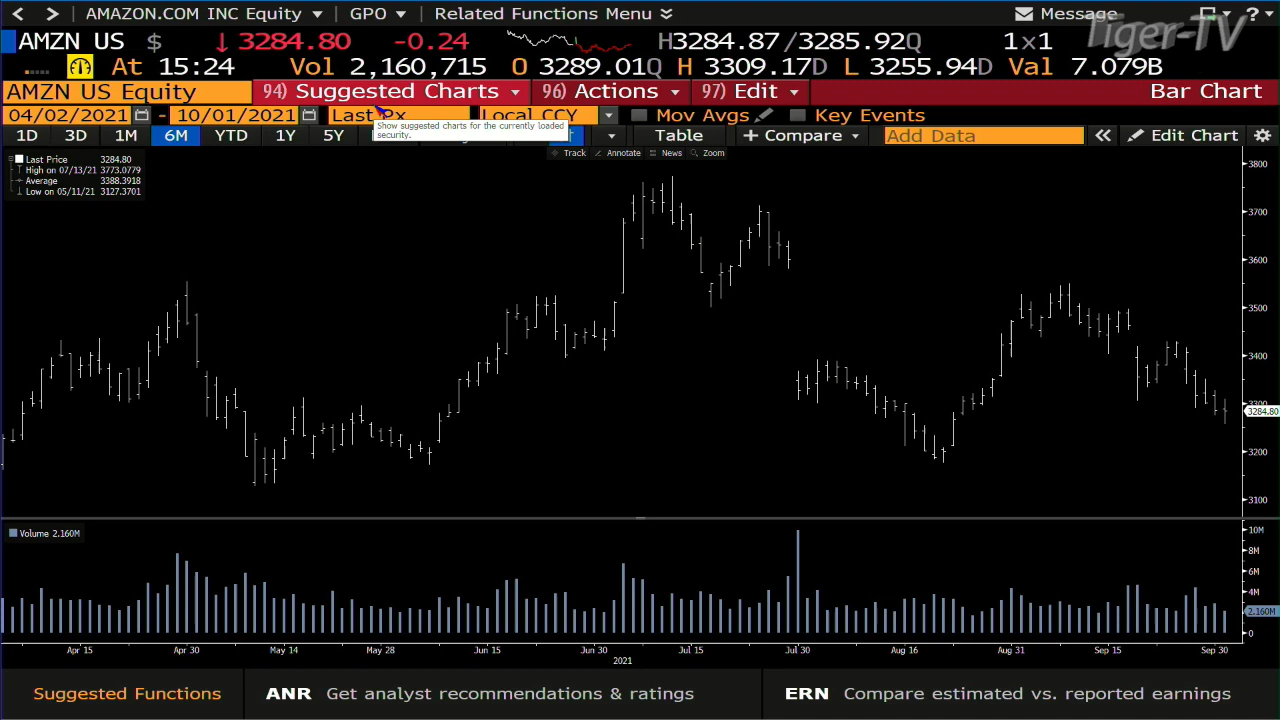 < > AMAZON.COM INC Equity GPO Related Functions Menu Message ?
Tiger-TV
AMZN US $ ↓ 3284.80 -0.24 H3284.87 /3285.92Q 1×1
At 15:24 Vol 2,160,715 O 3289.01Q H 3309.17D L 3255.94D Val 7.079B
AMZN US Equity 94) Suggested Charts 96) Actions 97) Edit Bar Chart
04/02/2021 - 10/01/2021 Last Px Local CCY Mov Avgs Key Events
Show suggested charts for the currently loaded
security.
1D 3D 1M 6M YTD 1Y 5Y Table + Compare Add Data « Edit Chart
Track Annotate News Zoom
Last Price 3284.80
High on 07/13/21 3773.0779
Average 3388.3918
Low on 05/11/21 3127.3701
3800
3700
3600
3500
3400
3300
3284.80
3200
3100
Volume 2.160M
10M
8M
6M
4M
2.160M
0
Apr 15 Apr 30 May 14 May 28 Jun 15 Jun 30 Jul 15 Jul 30 Aug 16 Aug 31 Sep 15 Sep 30
2021
Suggested Functions ANR Get analyst recommendations & ratings ERN Compare estimated vs. reported earnings